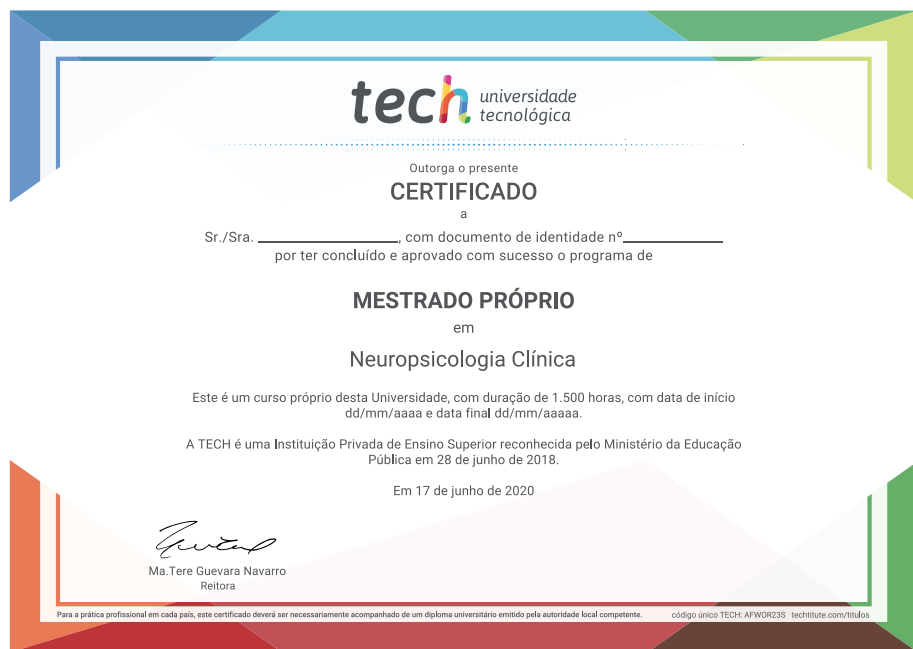 tech universidade
tecnológica
Outorga o presente
CERTIFICADO
a
Sr./Sra. ________________, com documento de identidade nº____________
por ter concluído e aprovado com sucesso o programa de
MESTRADO PRÓPRIO
em
Neuropsicologia Clínica
Este é um curso próprio desta Universidade, com duração de 1.500 horas, com data de início
dd/mm/aaaa e data final dd/mm/aaaaa.
A TECH é uma Instituição Privada de Ensino Superior reconhecida pelo Ministério da Educação
Pública em 28 de junho de 2018.
Em 17 de junho de 2020
Ma.Tere Guevara Navarro
Reitora
Para a prática profissional em cada país, este certificado deverá ser necessariamente acompanhado de um diploma universitário emitido pela autoridade local competente. código único TECH: AFWOR23S techtitute.com/titulos